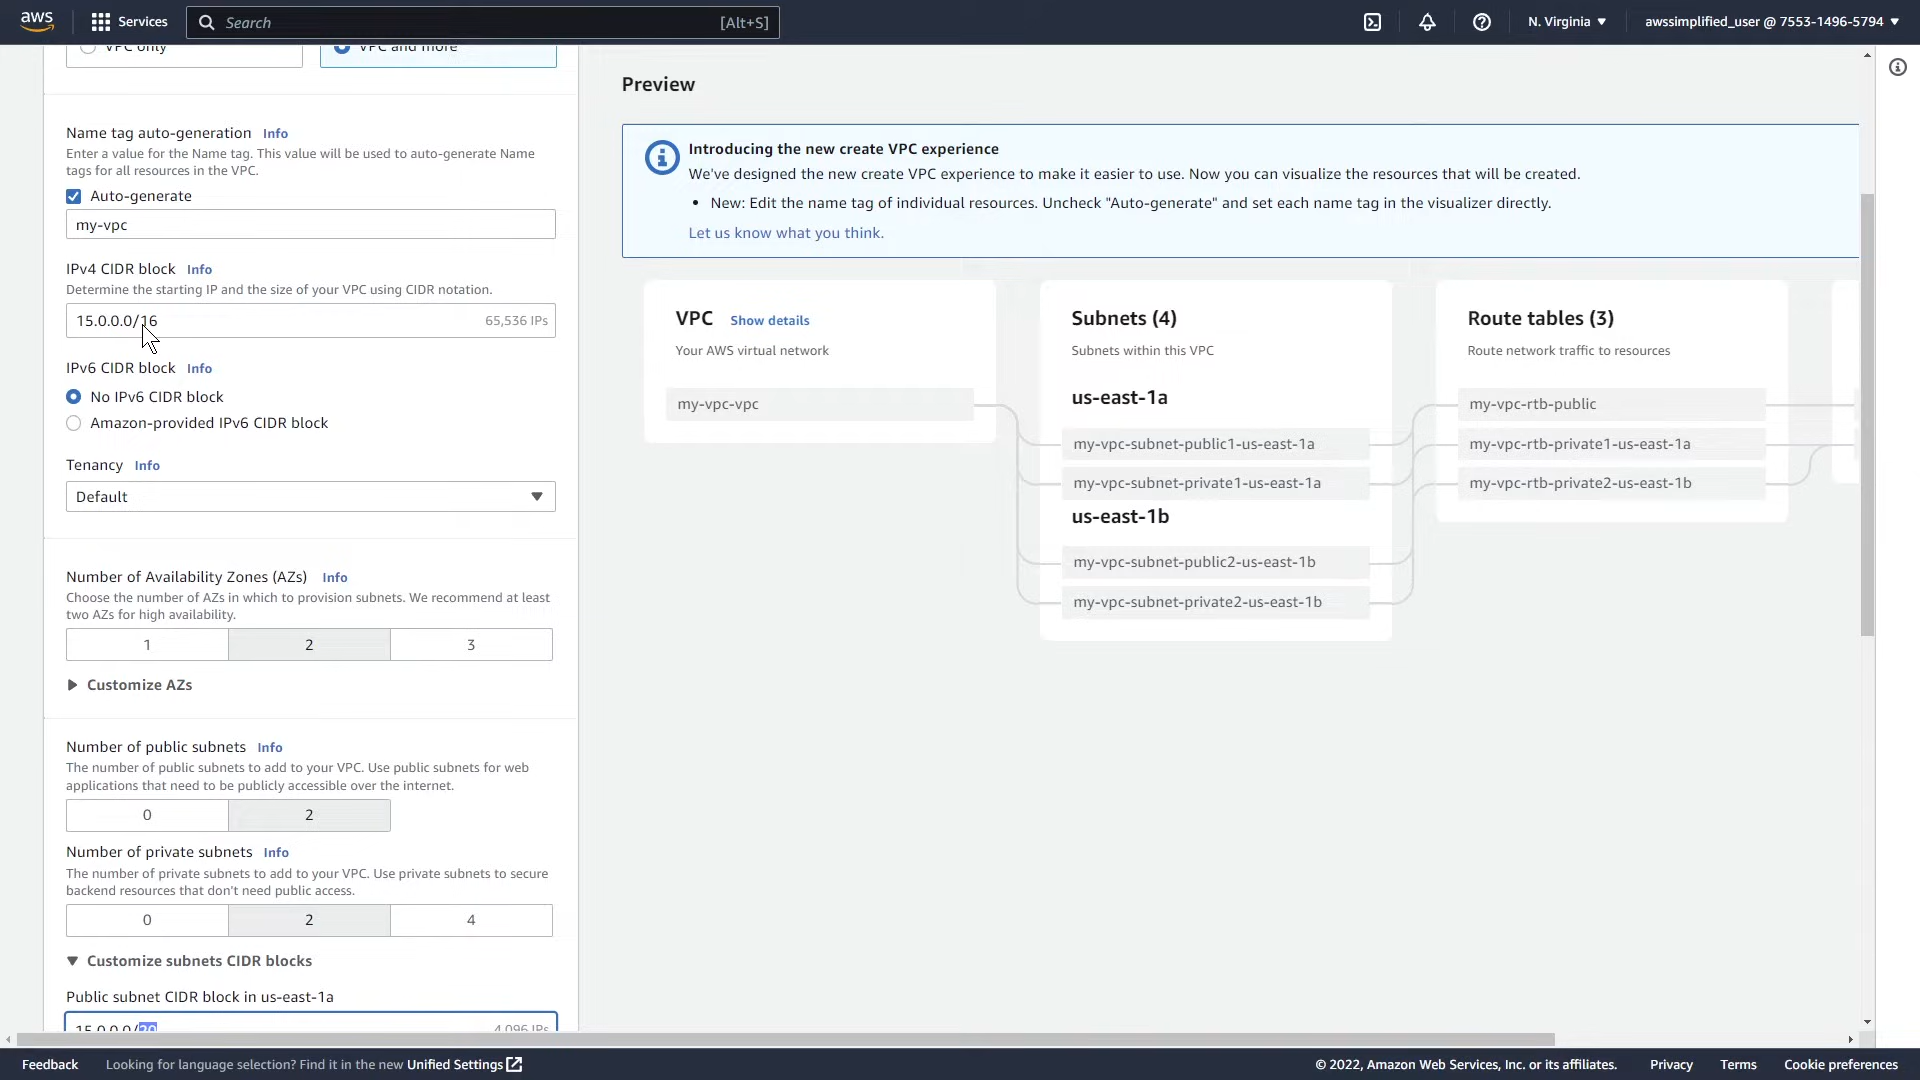 aws
Services
Search
[Alt+S]
N. Virginia
awssimplified_user @ 7553-1496-5794
VPC only
VPC and more
Name tag auto-generation Info
Enter a value for the Name tag. This value will be used to auto-generate Name
tags for all resources in the VPC.
Auto-generate
my-vpc
IPv4 CIDR block Info
Determine the starting IP and the size of your VPC using CIDR notation.
15.0.0.0/16
65,536 IPs
IPv6 CIDR block Info
No IPv6 CIDR block
Amazon-provided IPv6 CIDR block
Tenancy Info
Default
Number of Availability Zones (AZs) Info
Choose the number of AZs in which to provision subnets. We recommend at least
two AZs for high availability.
1 2 3
Customize AZs
Number of public subnets Info
The number of public subnets to add to your VPC. Use public subnets for web
applications that need to be publicly accessible over the internet.
0 2
Number of private subnets Info
The number of private subnets to add to your VPC. Use private subnets to secure
backend resources that don't need public access.
0 2 4
Customize subnets CIDR blocks
Public subnet CIDR block in us-east-1a
15.0.0.0/20
4,096 IPs
Preview
Introducing the new create VPC experience
We've designed the new create VPC experience to make it easier to use. Now you can visualize the resources that will be created.
• New: Edit the name tag of individual resources. Uncheck "Auto-generate" and set each name tag in the visualizer directly.
Let us know what you think.
VPC Show details
Your AWS virtual network
my-vpc-vpc
Subnets (4)
Subnets within this VPC
us-east-1a
my-vpc-subnet-public1-us-east-1a
my-vpc-subnet-private1-us-east-1a
us-east-1b
my-vpc-subnet-public2-us-east-1b
my-vpc-subnet-private2-us-east-1b
Route tables (3)
Route network traffic to resources
my-vpc-rtb-public
my-vpc-rtb-private1-us-east-1a
my-vpc-rtb-private2-us-east-1b
Feedback
Looking for language selection? Find it in the new Unified Settings
© 2022, Amazon Web Services, Inc. or its affiliates.
Privacy
Terms
Cookie preferences